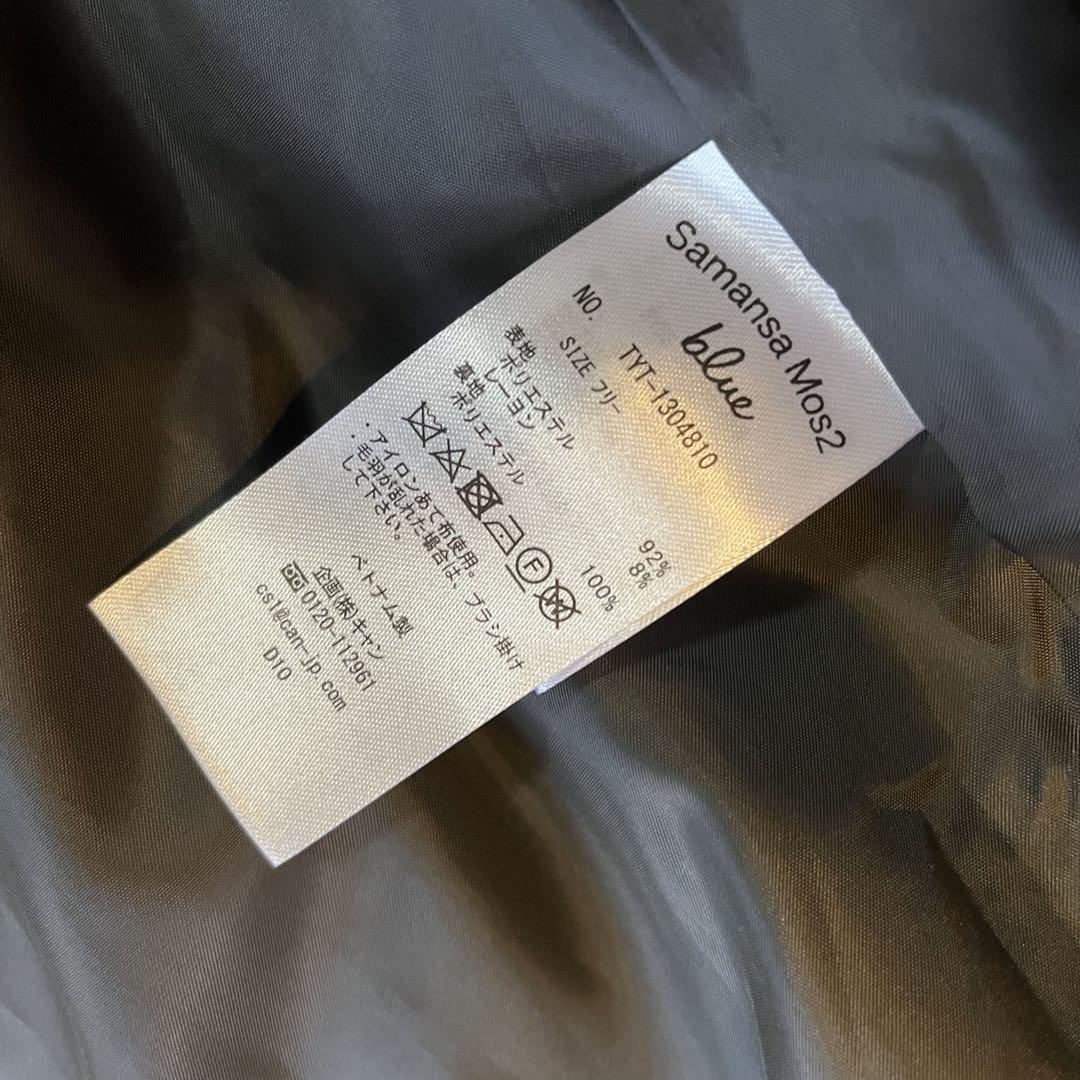 Samansa Mos2
blue
NO. TYT-1304810
SIZE フリー
表地
ポリエステル 92%
レーヨン 8%
裏地
ポリエステル 100%
F
W
・アイロンあて布使用。
・毛羽が乱れた場合は、ブラシ掛け
して下さい。
ベトナム製
企画(株)キャン
0120-112961
cs1@can-jp.com
D10